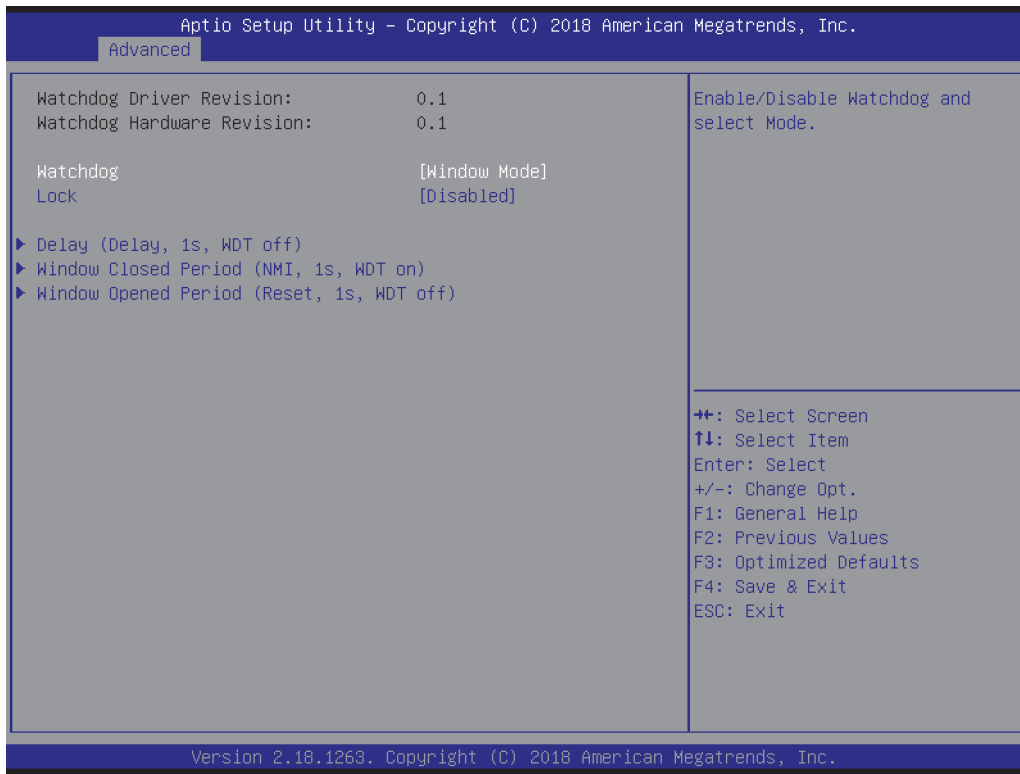 Aptio Setup Utility – Copyright (C) 2018 American Megatrends, Inc.
Advanced
Watchdog Driver Revision: 0.1
Watchdog Hardware Revision: 0.1
Watchdog [Window Mode]
Lock [Disabled]
▶ Delay (Delay, 1s, WDT off)
▶ Window Closed Period (NMI, 1s, WDT on)
▶ Window Opened Period (Reset, 1s, WDT off)
Enable/Disable Watchdog and
select Mode.
→←: Select Screen
↑↓: Select Item
Enter: Select
+/-: Change Opt.
F1: General Help
F2: Previous Values
F3: Optimized Defaults
F4: Save & Exit
ESC: Exit
Version 2.18.1263. Copyright (C) 2018 American Megatrends, Inc.